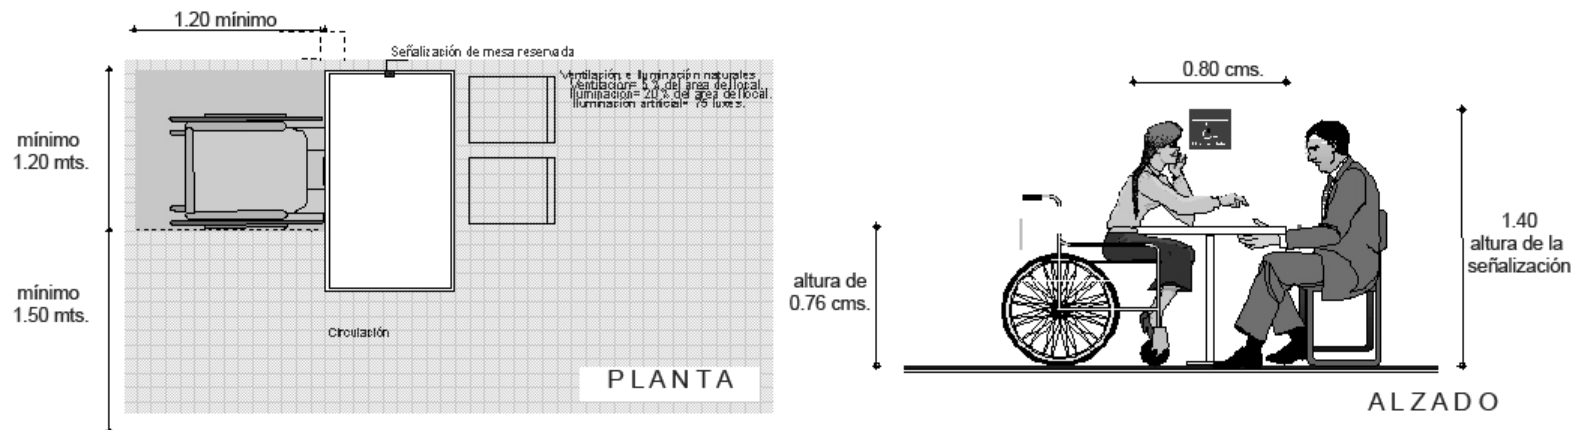 1.20 mínimo
Señalización de mesa reservada
Ventilación e Iluminación naturales
Ventilación= 5 % del area del local.
Iluminación= 20 % del area del local.
Iluminación artificial= 75 luxes.
mínimo
1.20 mts.
mínimo
1.50 mts.
Circulación
PLANTA
0.80 cms.
altura de
0.76 cms.
1.40
altura de la
señalización
ALZADO